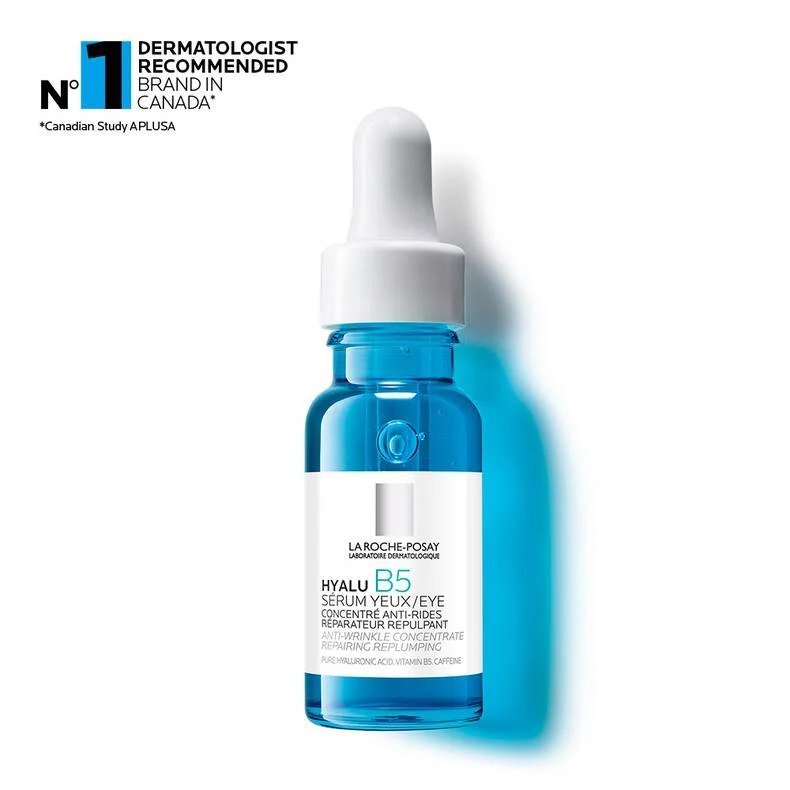 N°1 DERMATOLOGIST
RECOMMENDED
BRAND IN
CANADA*
*Canadian Study APLUSA
LA ROCHE-POSAY
LABORATOIRE DERMATOLOGIQUE
HYALU B5
SÉRUM YEUX/EYE
CONCENTRÉ ANTI-RIDES
RÉPARATEUR REPULPANT
ANTI-WRINKLE CONCENTRATE
REPAIRING REPLUMPING
PURE HYALURONIC ACID. VITAMIN B5. CAFFEINE